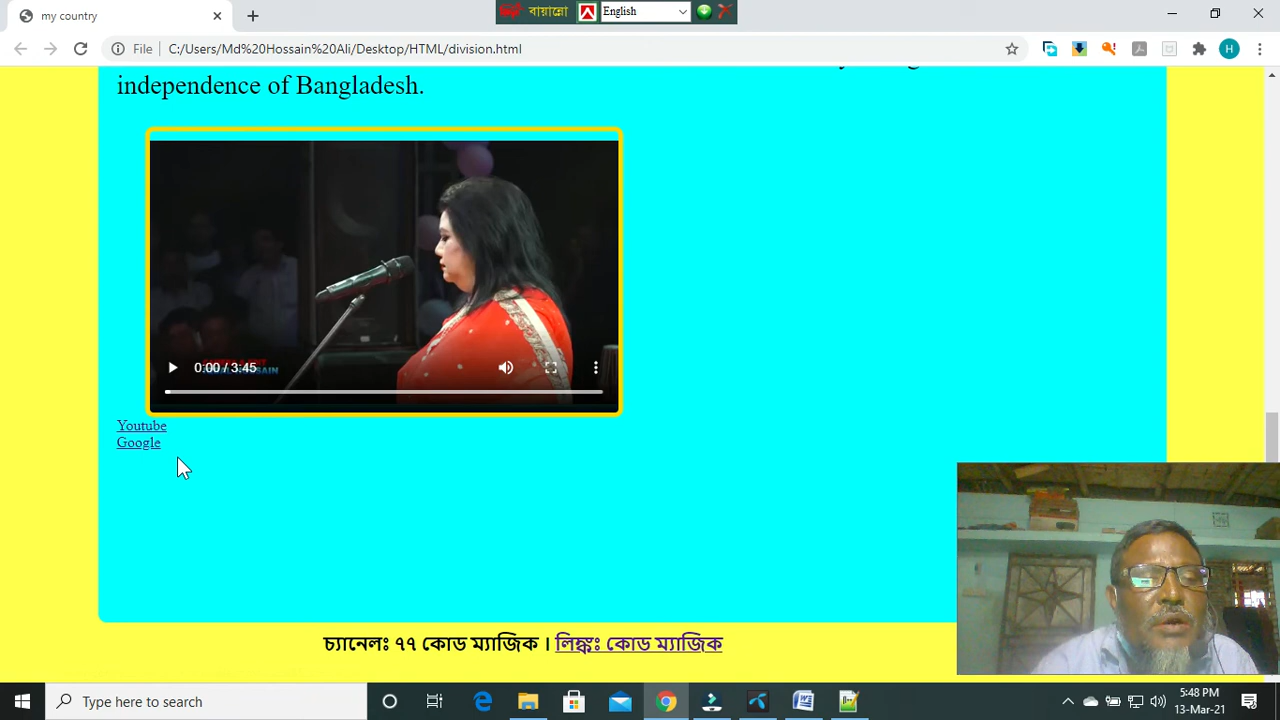 my country
বায়ান্নো
English
File
C:/Users/Md%20Hossain%20Ali/Desktop/HTML/division.html
H
independence of Bangladesh.
0:00 / 3:45
Youtube
Google
চ্যানেলঃ ৭৭ কোড ম্যাজিক । লিঙ্কঃ কোড ম্যাজিক
Type here to search
5:48 PM
13-Mar-21